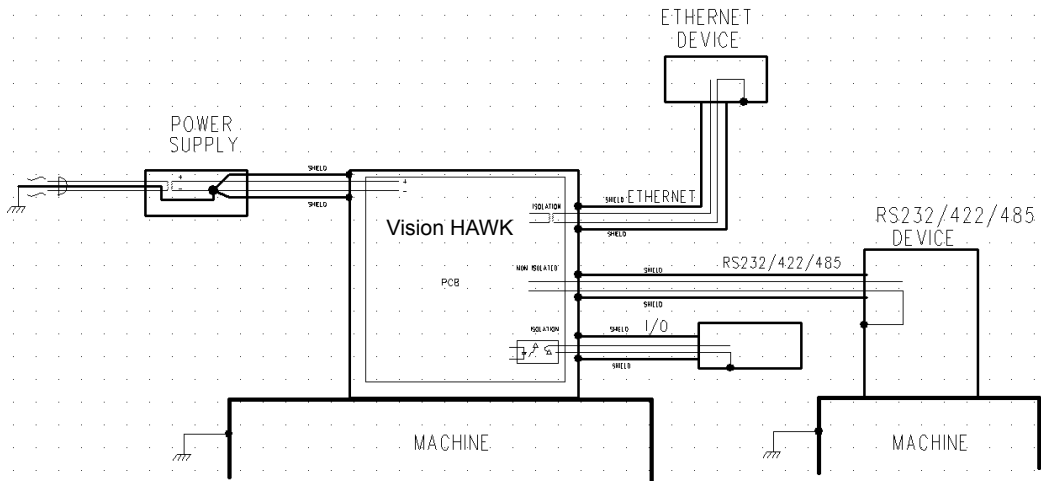 ETHERNET
DEVICE
POWER
SUPPLY
+
-
SHIELD
SHIELD
+
-
Vision HAWK
PCB
ISOLATION
SHIELD
ETHERNET
SHIELD
NON ISOLATED
SHIELD
RS232/422/485
SHIELD
RS232/422/485
DEVICE
ISOLATION
SHIELD
I/O
SHIELD
MACHINE
MACHINE